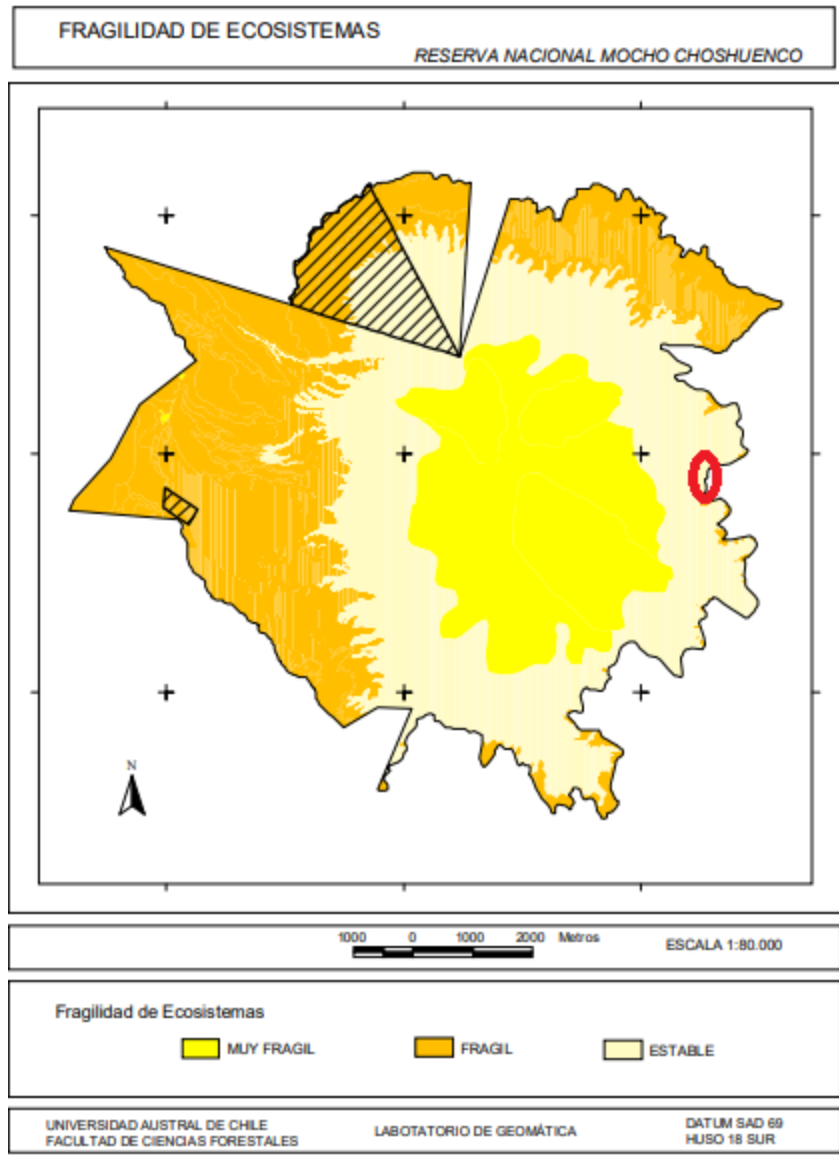 FRAGILIDAD DE ECOSISTEMAS
RESERVA NACIONAL MOCHO CHOSHUENCO
N
1000 0 1000 2000 Metros
ESCALA 1:80.000
Fragilidad de Ecosistemas
MUY FRAGIL
FRAGIL
ESTABLE
UNIVERSIDAD AUSTRAL DE CHILE
FACULTAD DE CIENCIAS FORESTALES
LABOTATORIO DE GEOMÁTICA
DATUM SAD 69
HUSO 18 SUR